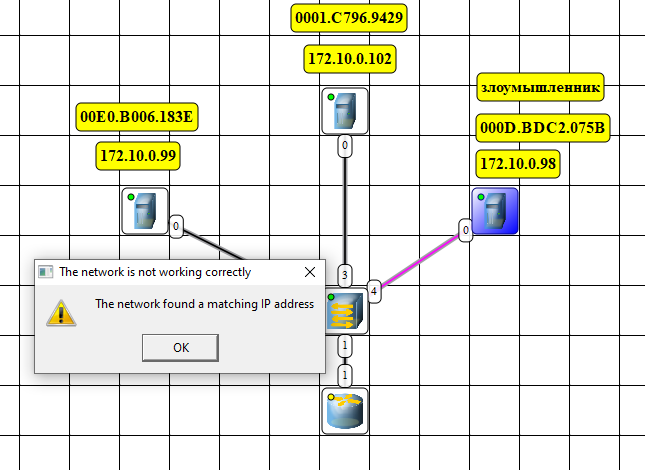 0001.C796.9429
172.10.0.102
злоумышленник
00E0.B006.183E
000D.BDC2.075B
172.10.0.99
172.10.0.98
0
0
0
The network is not working correctly
3
4
The network found a matching IP address
OK
1
1